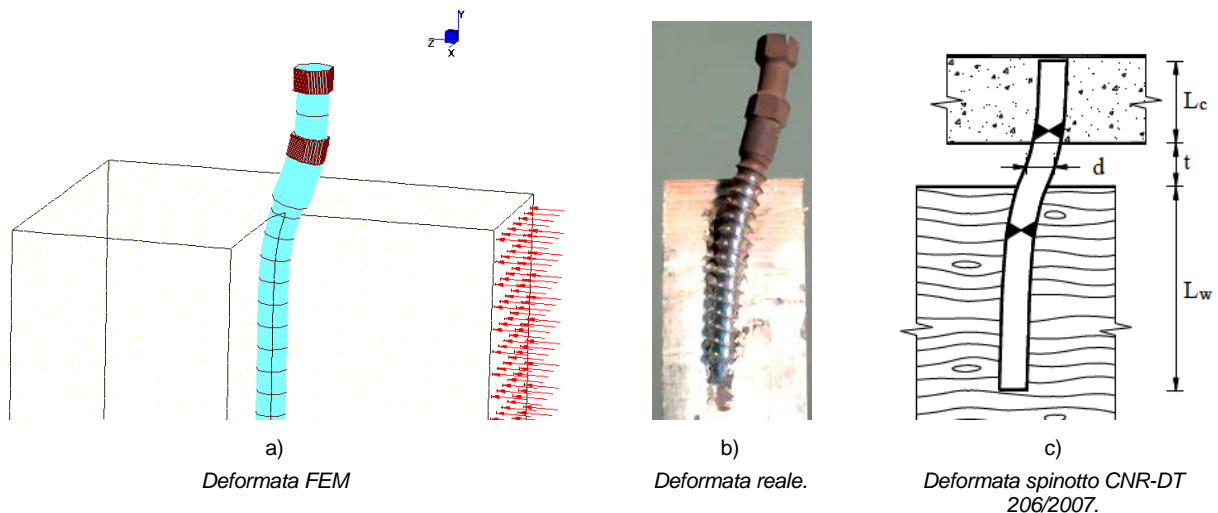 Y
Z
X
Lc
t
d
Lw
a)
Deformata FEM
b)
Deformata reale.
c)
Deformata spinotto CNR-DT
206/2007.